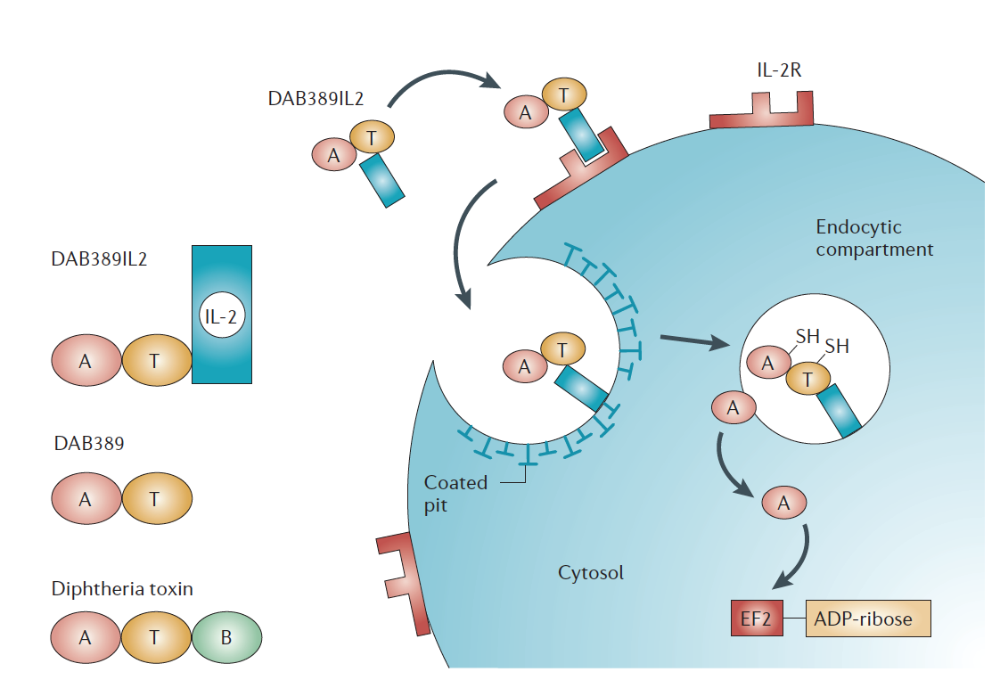 IL-2R
DAB389IL2
T
A
T
A
Endocytic
compartment
DAB389IL2
IL-2
A
T
T
A
SH
SH
A
T
A
DAB389
A
T
Coated
pit
A
Cytosol
Diphtheria toxin
A
T
B
EF2
ADP-ribose